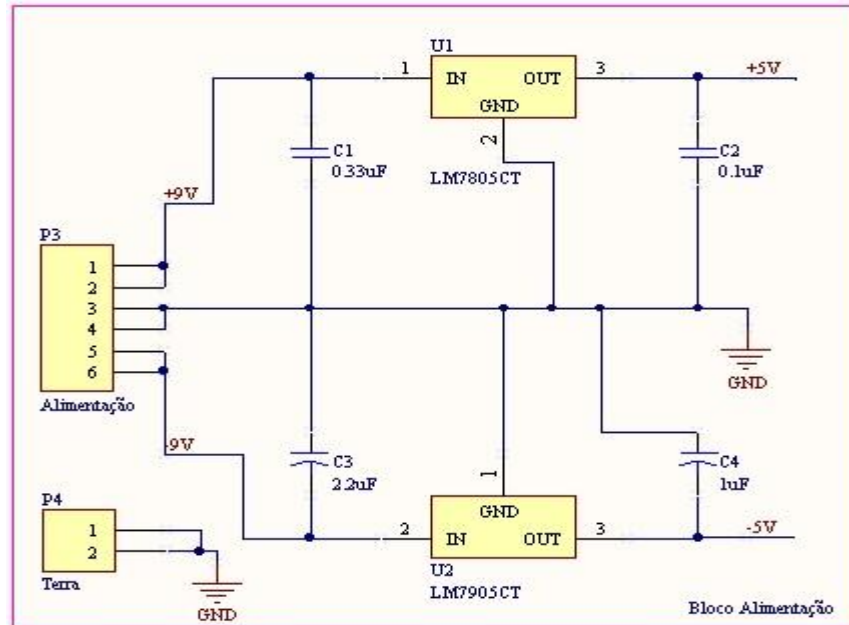 U1
1
IN
OUT
3
+5V
GND
2
C1
0.33uF
LM7805CT
C2
0.1uF
+9V
P3
1
2
3
4
5
6
Alimentação
GND
-9V
C3
2.2uF
1
C4
1uF
P4
1
2
Terra
GND
GND
2
IN
OUT
3
-5V
U2
LM7905CT
Bloco Alimentação